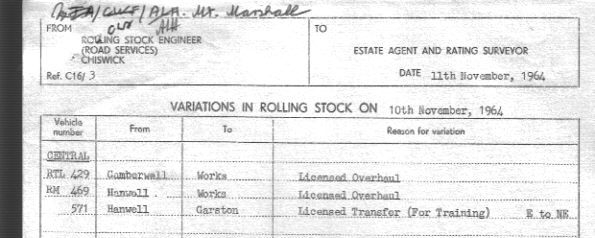 ALA. Mr. Marshall
FROM
ROLLING STOCK ENGINEER
(ROAD SERVICES)
CHISWICK
Ref. C16/ 3
TO
ESTATE AGENT AND RATING SURVEYOR
DATE 11th November, 1964
VARIATIONS IN ROLLING STOCK ON 10th November, 1964
Vehicle number From To Reason for variation
CENTRAL
RTL 429 Camberwell Works Licensed Overhaul
RM 469 Hanwell Works Licensed Overhaul
571 Hanwell Garston Licensed Transfer (For Training) E to NE